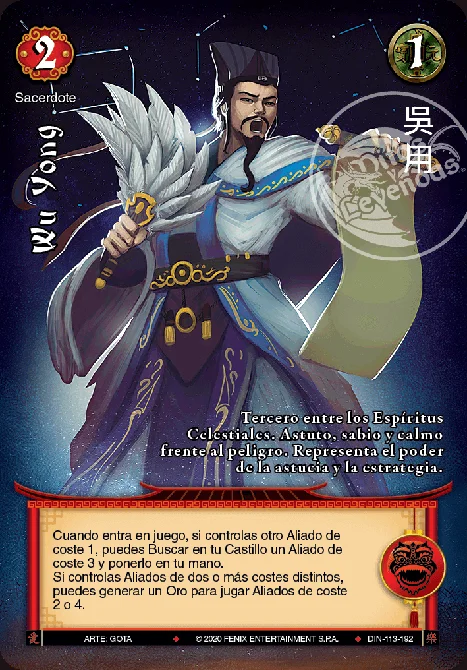 2
1
Sacerdote
Wu Yong
吳用
Mitos y Leyendas
Tercero entre los Espíritus
Celestiales. Astuto, sabio y calmo
frente al peligro. Representa el poder
de la astucia y la estrategia.
Cuando entra en juego, si controlas otro Aliado de
coste 1, puedes Buscar en tu Castillo un Aliado de
coste 3 y ponerlo en tu mano.
Si controlas Aliados de dos o más costes distintos,
puedes generar un Oro para jugar Aliados de coste
2 o 4.
ARTE: GOTA
© 2020 FENIX ENTERTAINMENT S.P.A.
DIN-113-192
樂